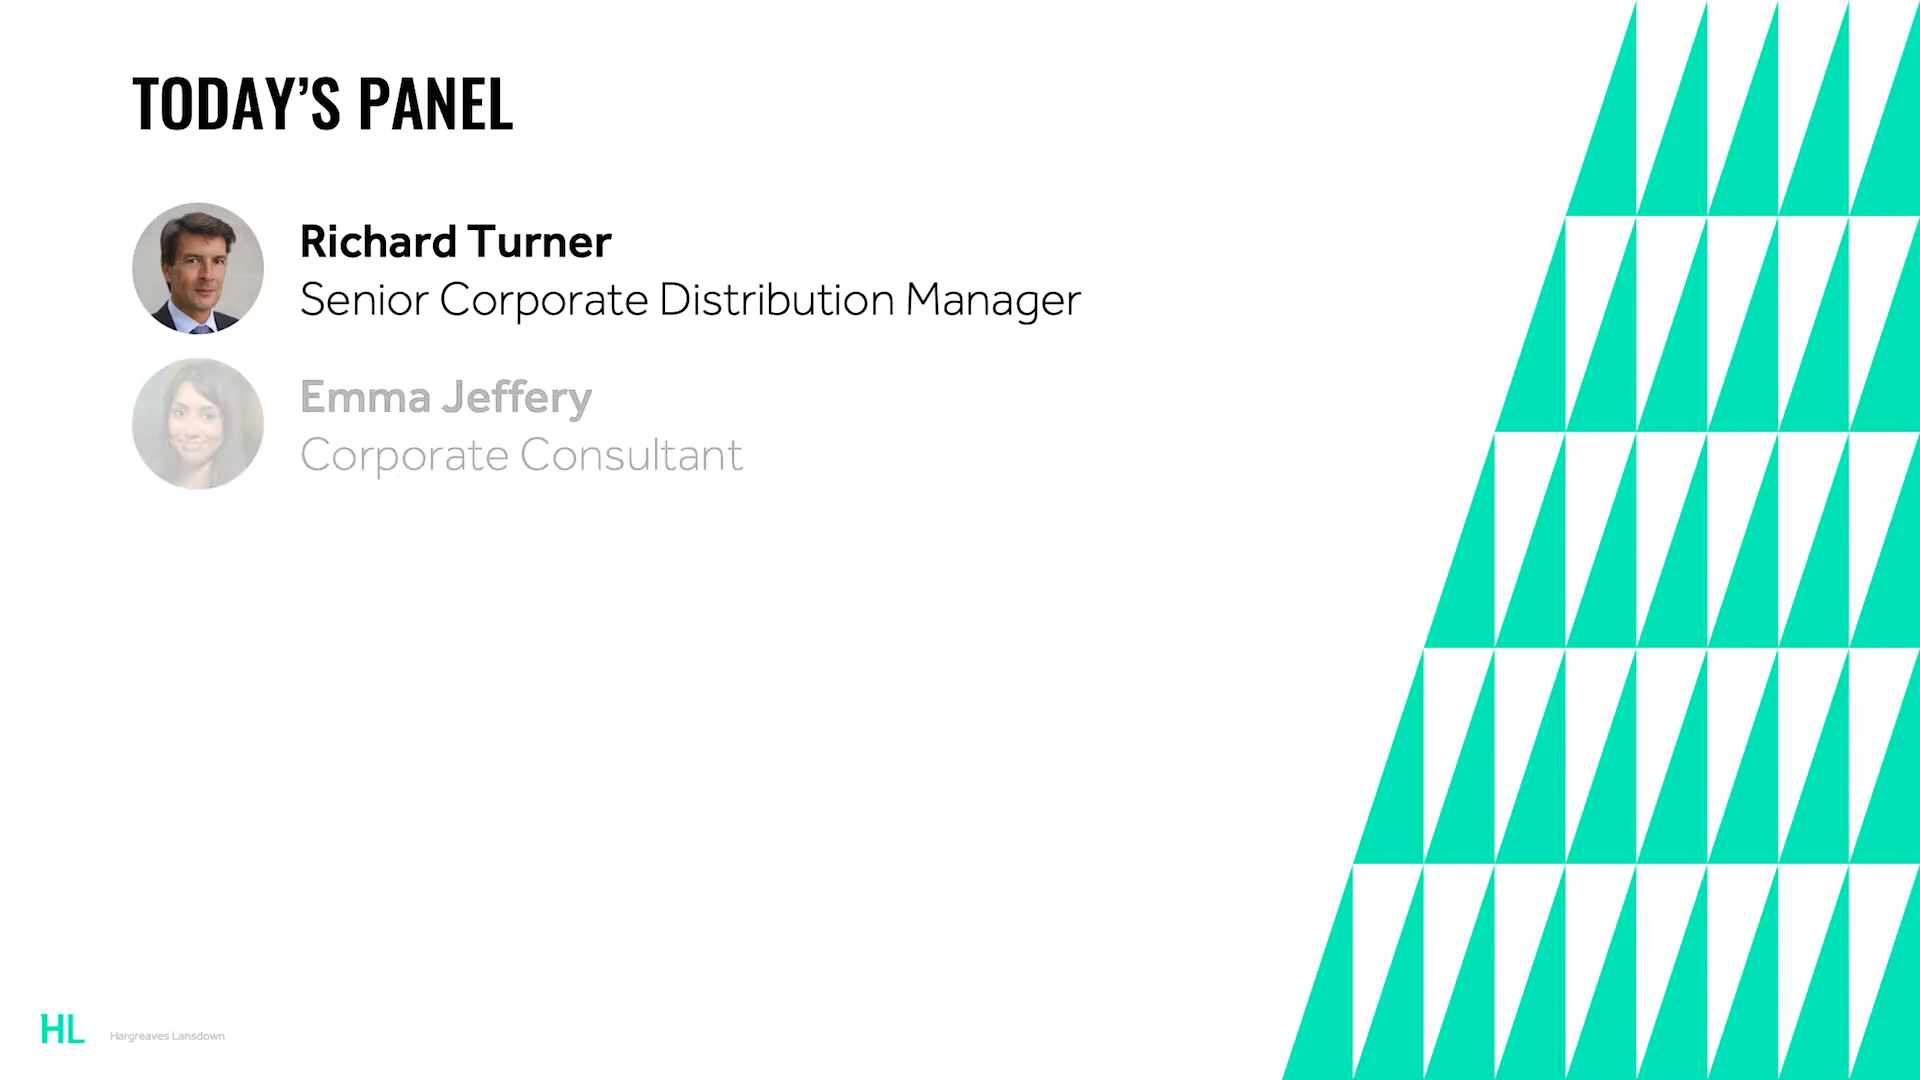 TODAY’S PANEL
Richard Turner
Senior Corporate Distribution Manager
Emma Jeffery
Corporate Consultant
HL Hargreaves Lansdown